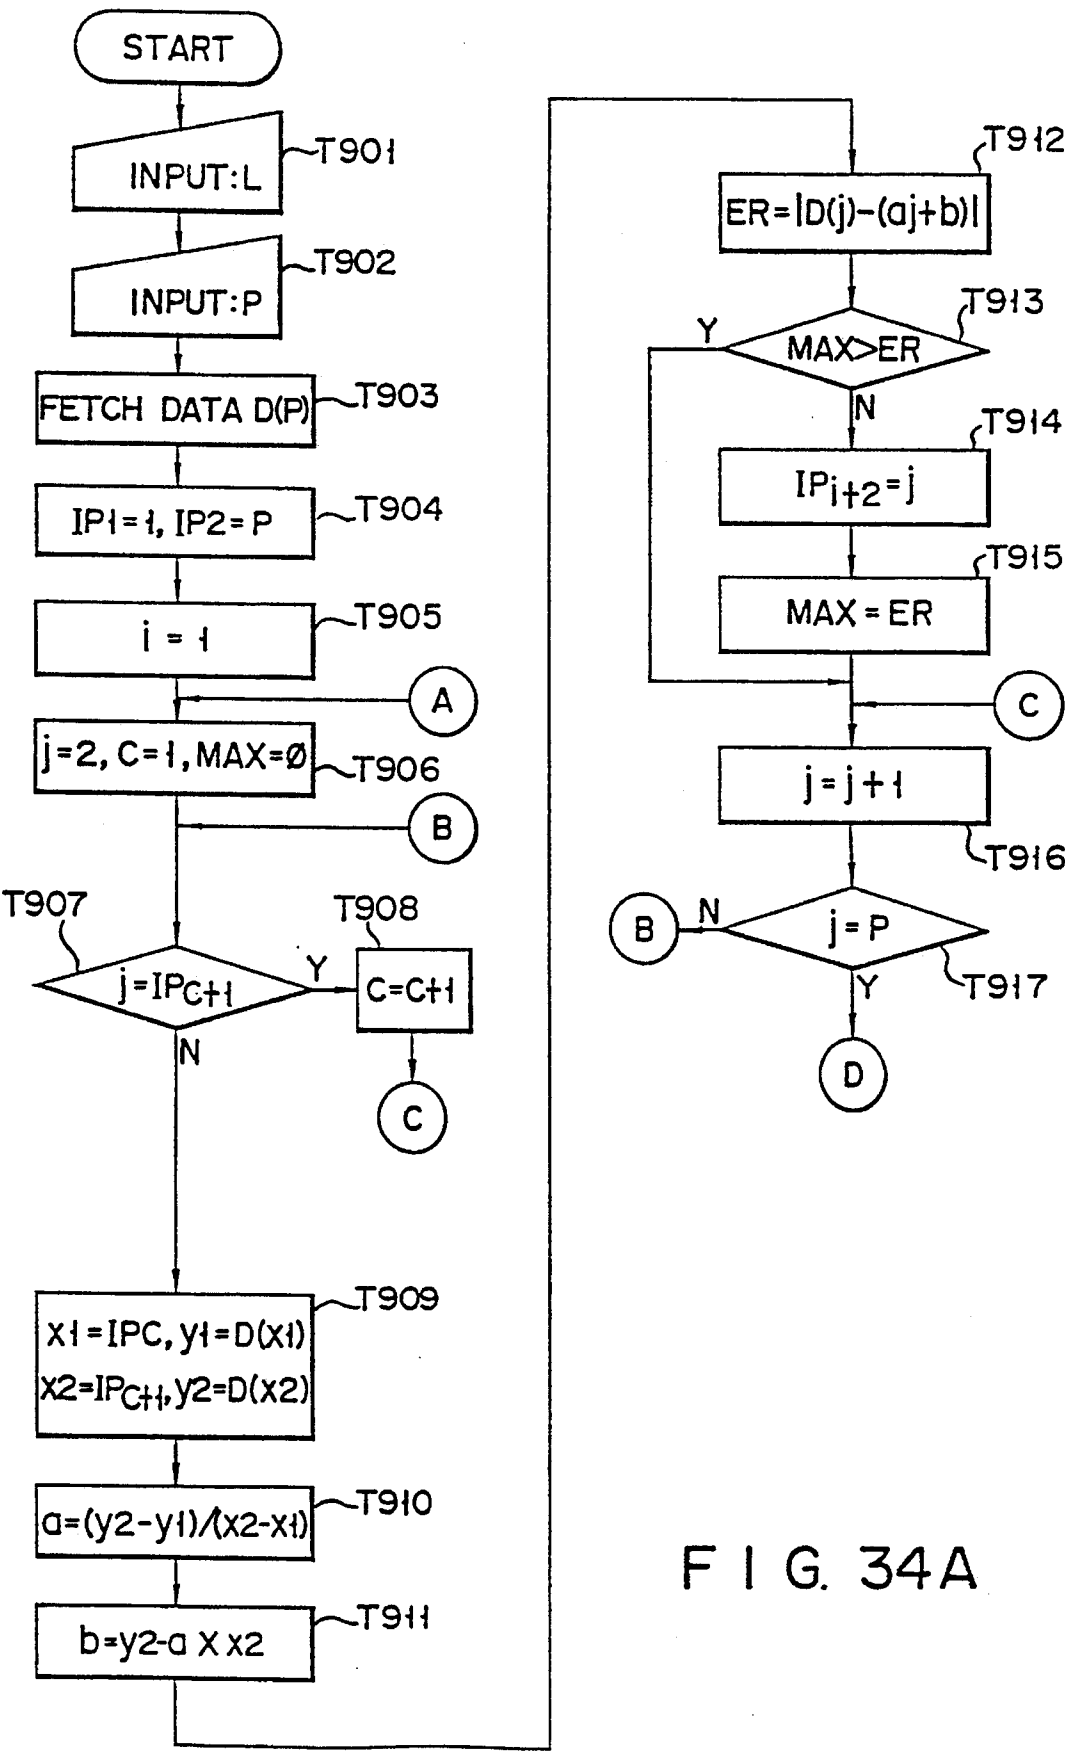 START
INPUT:L
T901
INPUT:P
T902
FETCH DATA D(P)
T903
IP1=1, IP2=P
T904
i = 1
T905
A
j=2, C=1, MAX=Ø
T906
B
T907
j=IPC+1
Y
N
T908
C=C+1
C
x1=IPC, y1=D(x1)
x2=IPC+1, y2=D(x2)
T909
a=(y2-y1)/(x2-x1)
T910
b=y2-a X x2
T911
T912
ER=|D(j)-(aj+b)|
T913
Y
MAX>ER
N
T914
IPi+2=j
T915
MAX=ER
C
j=j+1
T916
B
N
j=P
T917
Y
D
FIG. 34A